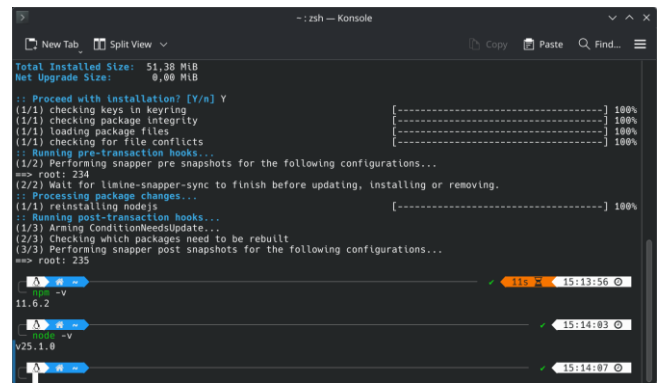 ~ : zsh — Konsole
New Tab Split View Copy Paste Find...
Total Installed Size: 51,38 MiB
Net Upgrade Size: 0,00 MiB
:: Proceed with installation? [Y/n] Y
(1/1) checking keys in keyring [--------------------------------------] 100%
(1/1) checking package integrity [--------------------------------------] 100%
(1/1) loading package files [--------------------------------------] 100%
(1/1) checking for file conflicts [--------------------------------------] 100%
:: Running pre-transaction hooks...
(1/2) Performing snapper pre snapshots for the following configurations...
==> root: 234
(2/2) Wait for limine-snapper-sync to finish before updating, installing or removing.
:: Processing package changes...
(1/1) reinstalling nodejs [--------------------------------------] 100%
:: Running post-transaction hooks...
(1/3) Arming ConditionNeedsUpdate...
(2/3) Checking which packages need to be rebuilt
(3/3) Performing snapper post snapshots for the following configurations...
==> root: 235
~ ✔ 11s 15:13:56
npm -v
11.6.2
~ ✔ 15:14:03
node -v
v25.1.0
~ ✔ 15:14:07